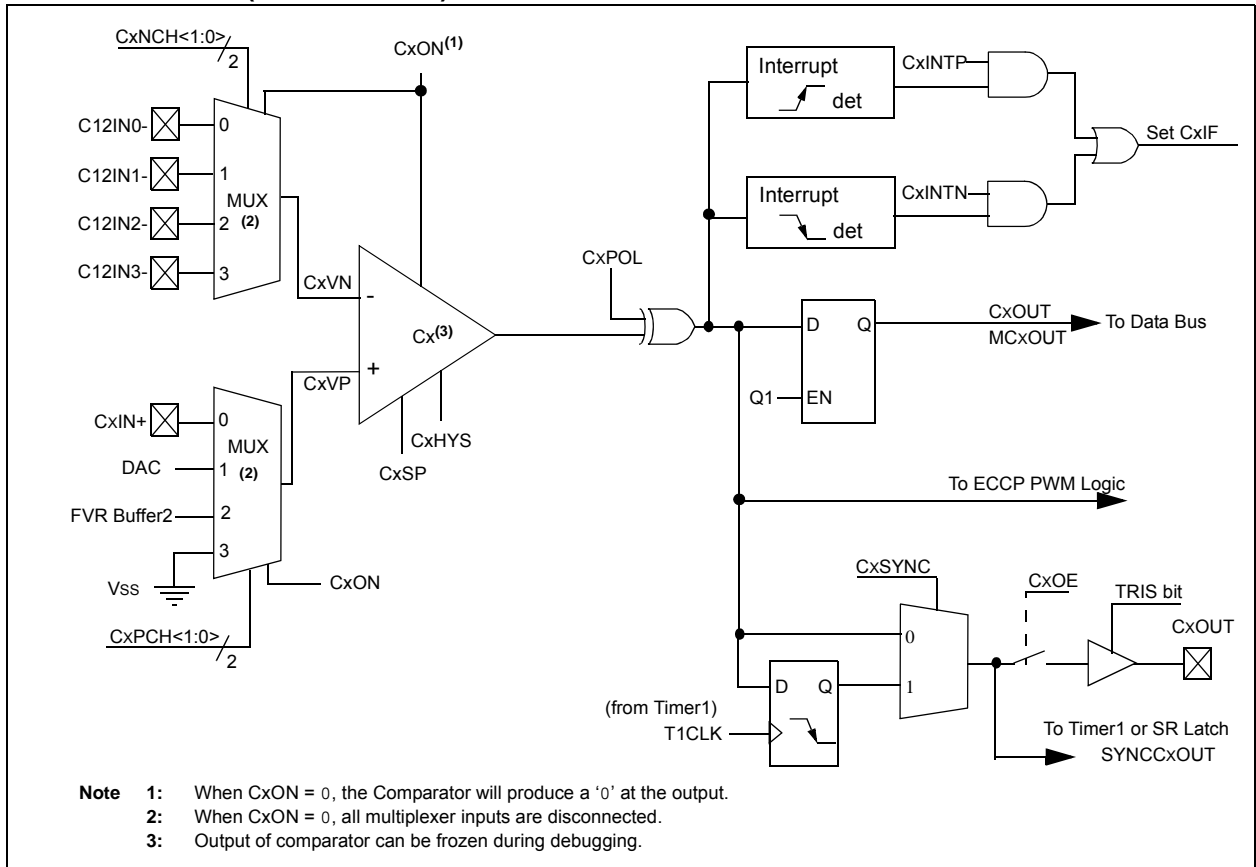 CxNCH<1:0>
2
CxON(1)
C12IN0-
C12IN1-
C12IN2-
C12IN3-
0
1
MUX
(2)
2
3
CxVN
-
Cx(3)
+
CxVP
CxIN+
DAC
FVR Buffer2
VSS
0
MUX
1
(2)
2
3
CxON
CxPCH<1:0>
2
CxHYS
CxSP
CxPOL
Interrupt
det
CxINTP
Interrupt
det
CxINTN
Set CxIF
D
Q
Q1
EN
CxOUT
MCxOUT
To Data Bus
To ECCP PWM Logic
CxSYNC
0
1
CxOE
TRIS bit
CxOUT
D
Q
(from Timer1)
T1CLK
To Timer1 or SR Latch
SYNCCxOUT
Note 1: When CxON = 0, the Comparator will produce a ‘0’ at the output.
2: When CxON = 0, all multiplexer inputs are disconnected.
3: Output of comparator can be frozen during debugging.